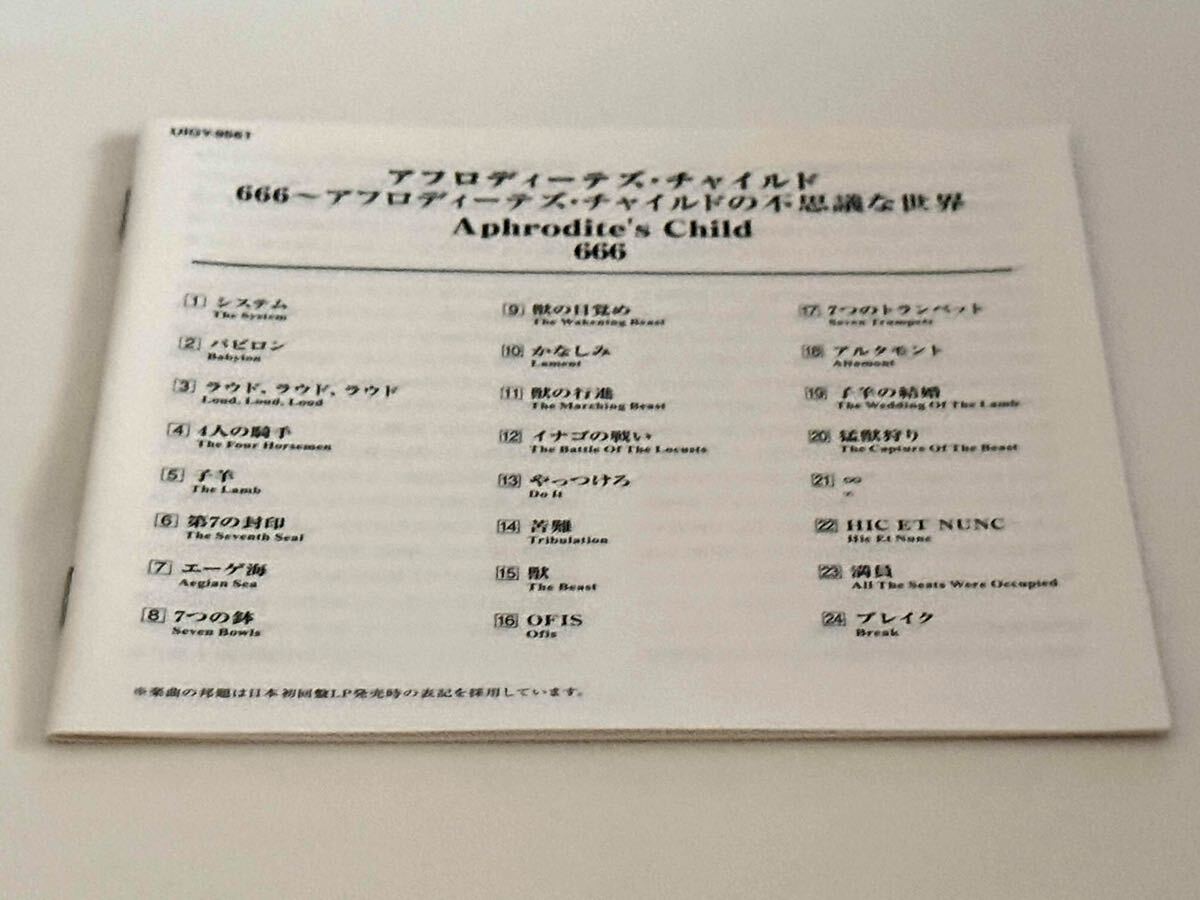 UIGY-9561
アフロディーテズ・チャイルド
666～アフロディーテズ・チャイルドの不思議な世界
Aphrodite's Child
666
[1] システム
The System
[2] バビロン
Babylon
[3] ラウド、ラウド、ラウド
Loud, Loud, Loud
[4] 4人の騎手
The Four Horsemen
[5] 子羊
The Lamb
[6] 第7の封印
The Seventh Seal
[7] エーゲ海
Aegian Sea
[8] 7つの鉢
Seven Bowls
[9] 獣の目覚め
The Wakening Beast
[10] かなしみ
Lament
[11] 獣の行進
The Marching Beast
[12] イナゴの戦い
The Battle Of The Locusts
[13] やっつけろ
Do It
[14] 苦難
Tribulation
[15] 獣
The Beast
[16] OFIS
Ofis
[17] 7つのトランペット
Seven Trumpets
[18] アルタモント
Altamont
[19] 子羊の結婚
The Wedding Of The Lamb
[20] 猛獣狩り
The Capture Of The Beast
[21] ∞
∞
[22] HIC ET NUNC
Hic Et Nunc
[23] 満員
All The Seats Were Occupied
[24] ブレイク
Break
※楽曲の邦題は日本初回盤LP発売時の表記を採用しています。